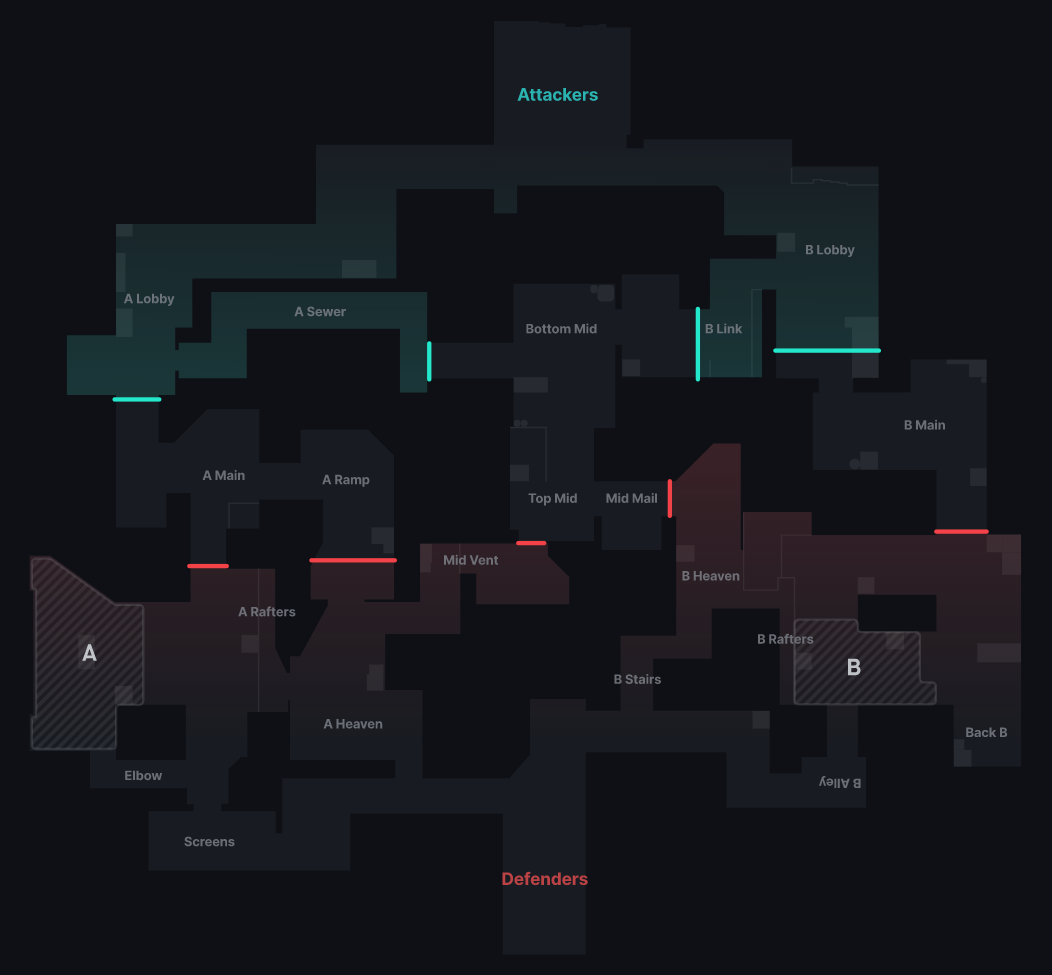 Attackers
B Lobby
A Lobby
A Sewer
Bottom Mid
B Link
B Main
A Main
A Ramp
Top Mid
Mid Mail
Mid Vent
B Heaven
A Rafters
B Rafters
A
B
B Stairs
A Heaven
Back B
Elbow
B Alley
Screens
Defenders